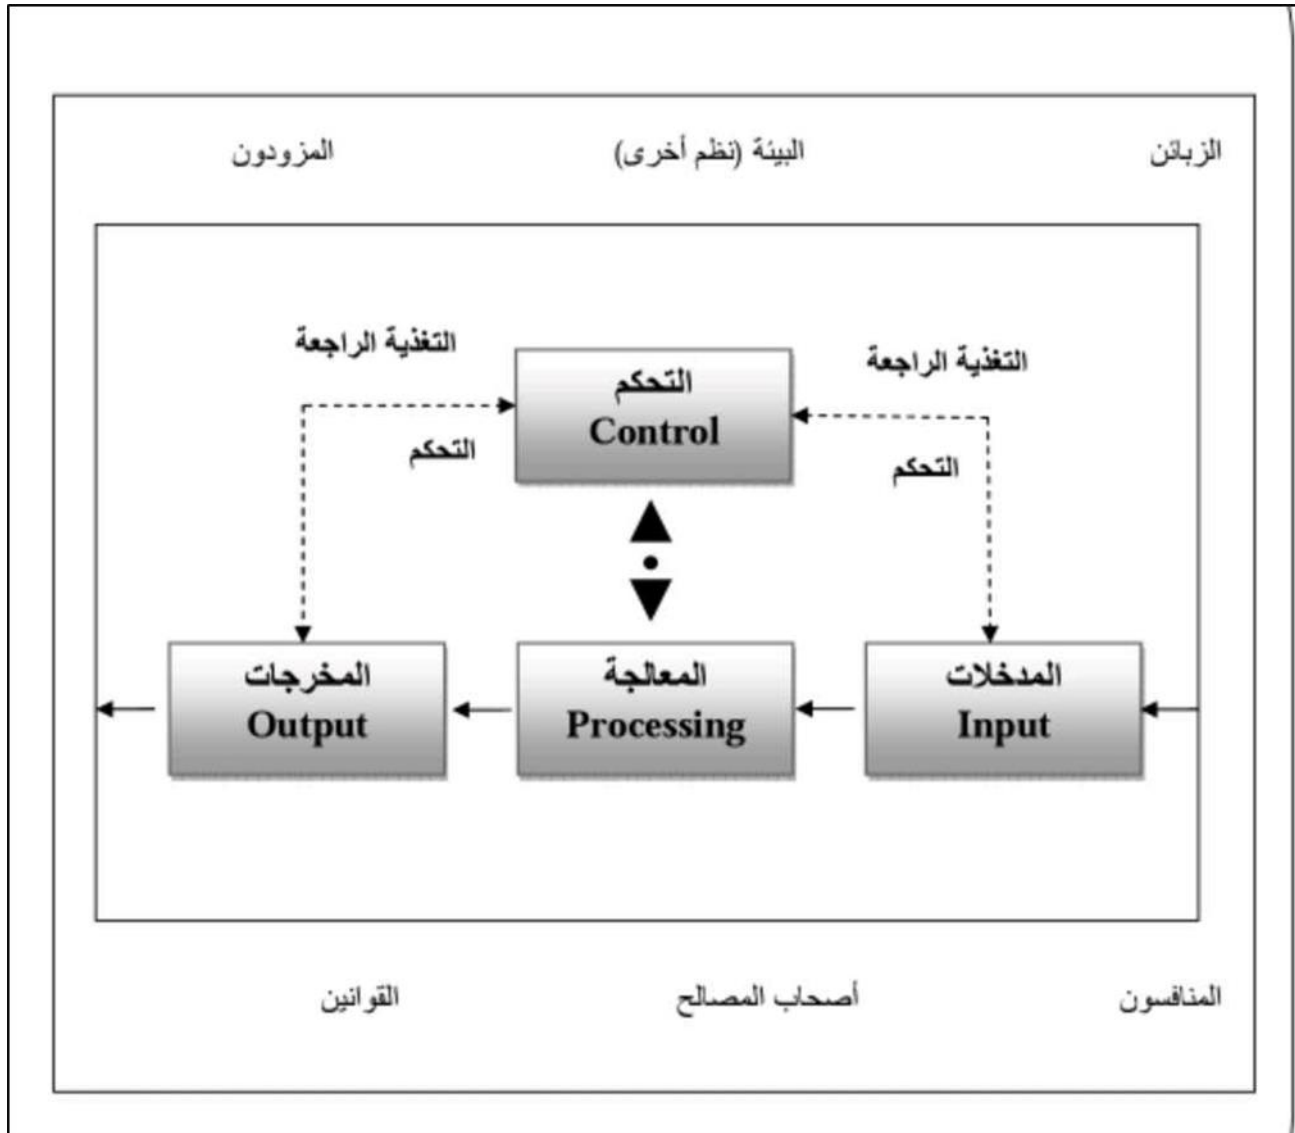 الزبائن
البيئة (نظم أخرى)
المزودون
التغذية الراجعة
التغذية الراجعة
التحكم
Control
التحكم
التحكم
المدخلات
Input
المعالجة
Processing
المخرجات
Output
المنافسون
أصحاب المصالح
القوانين